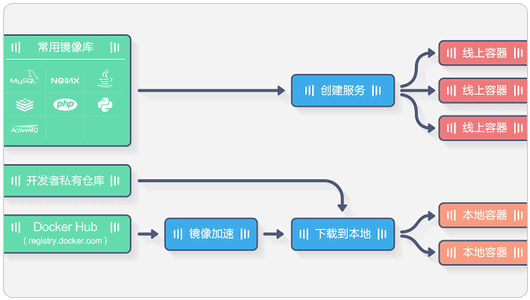 常用镜像库
MySQL
NGINX
Java
php
ActiveMQ
创建服务
线上容器
线上容器
线上容器
开发者私有仓库
Docker Hub
( registry.docker.com )
镜像加速
下载到本地
本地容器
本地容器